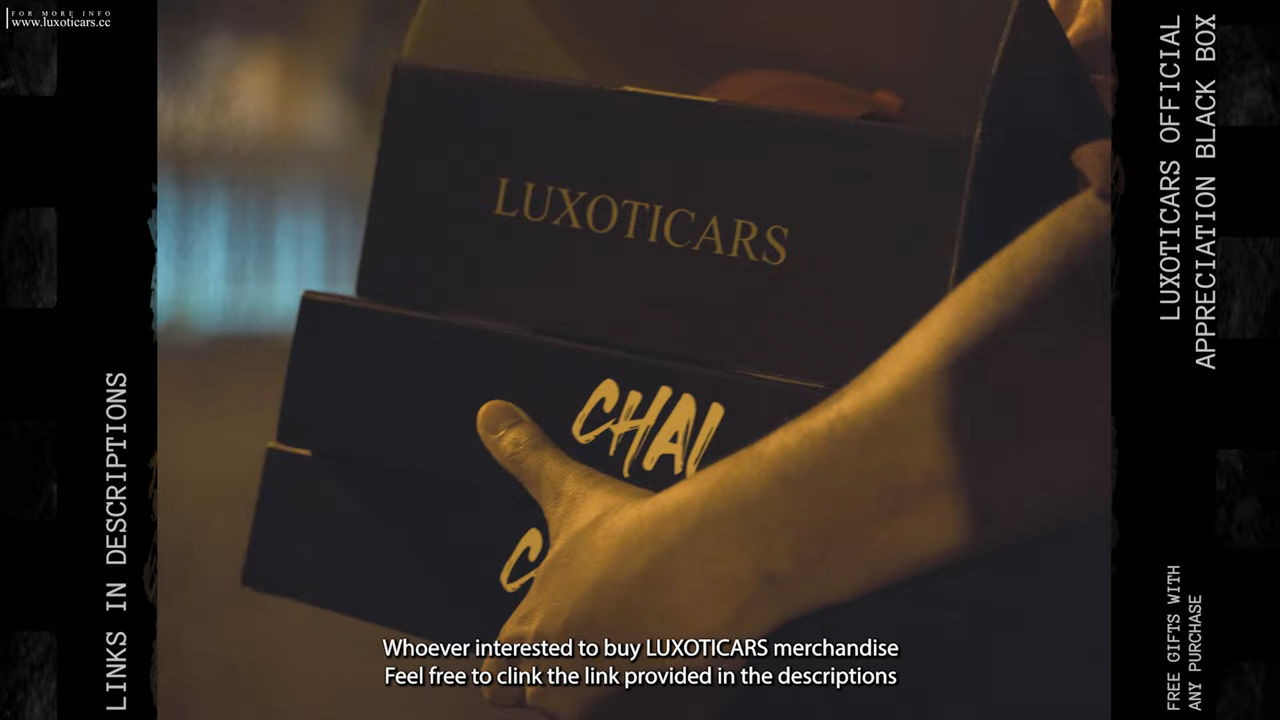 FOR MORE INFO
www.luxoticars.cc
LUXOTICARS OFFICIAL
APPRECIATION BLACK BOX
LUXOTICARS
LINKS IN DESCRIPTIONS
FREE GIFTS WITH
ANY PURCHASE
Whoever interested to buy LUXOTICARS merchandise
Feel free to clink the link provided in the descriptions